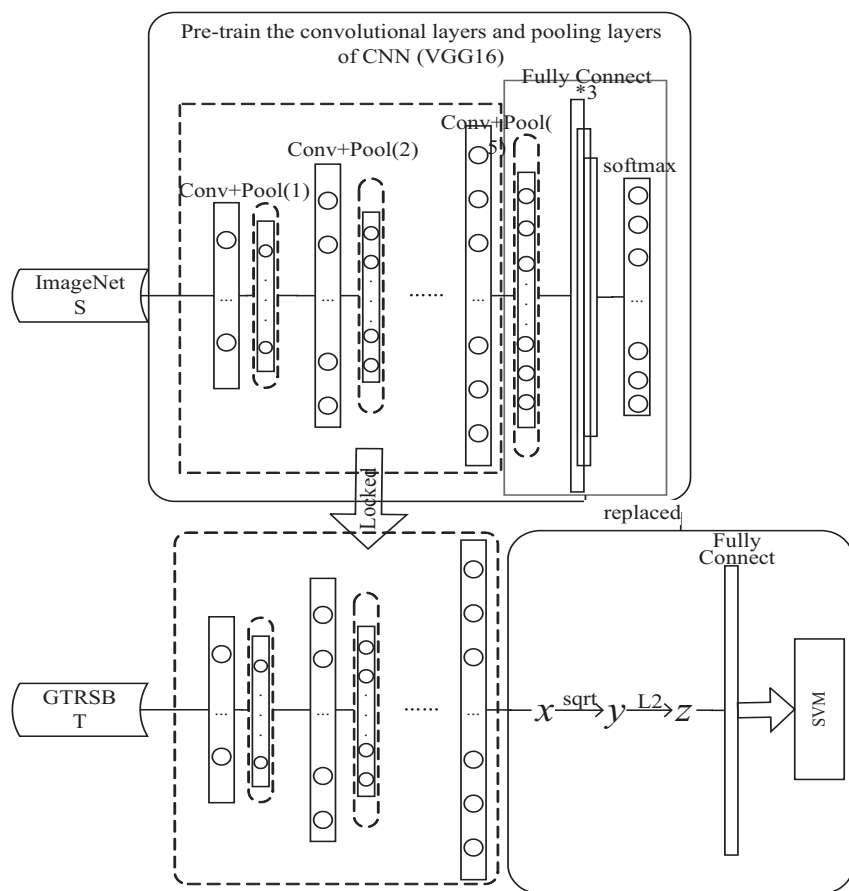 Pre-train the convolutional layers and pooling layers
of CNN (VGG16)
Fully Connect
*3
Conv+Pool(
5)
Conv+Pool(2)
softmax
Conv+Pool(1)
ImageNet
S
...
...
......
...
...
Locked
replaced
Fully
Connect
GTRSB
T
...
...
......
...
x
sqrt
y
L2
z
SVM